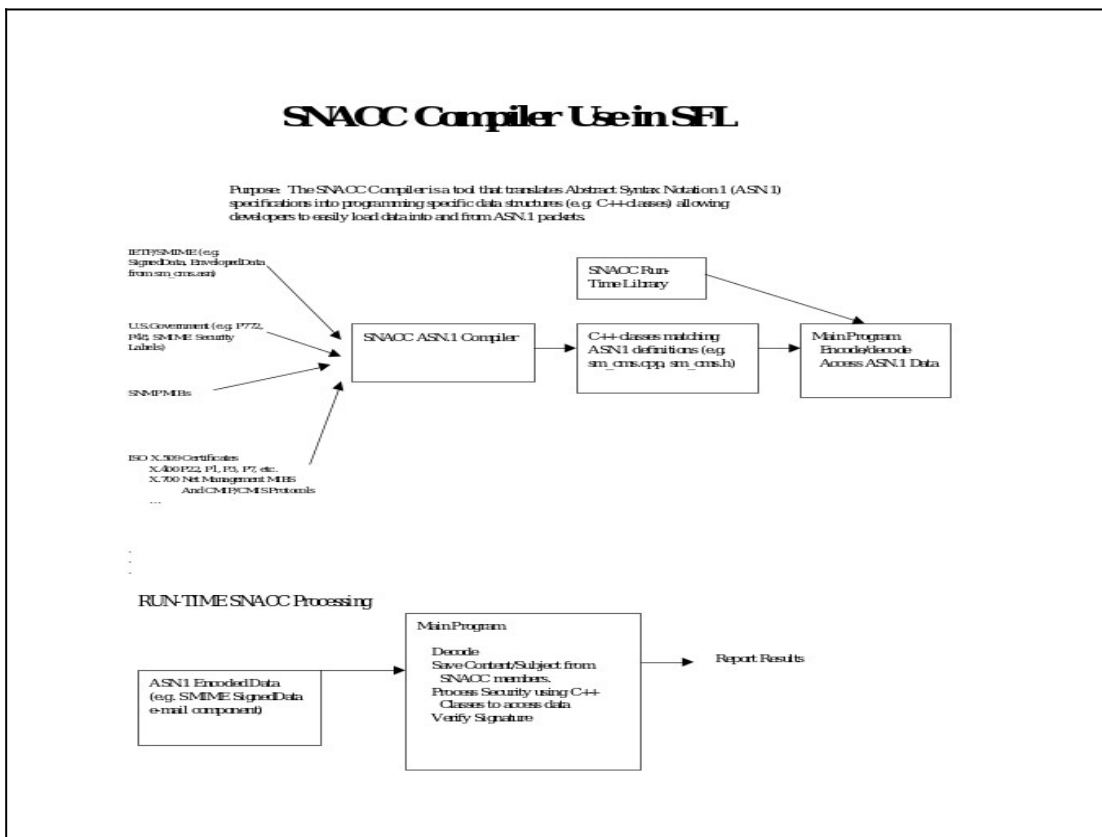 SNACC Compiler Use in SFL
Purpose: The SNACC Compiler is a tool that translates Abstract Syntax Notation 1 (ASN.1)
specifications into programming specific data structures (e.g. C++ classes) allowing
developers to easily load data into and from ASN.1 packets.
IETF/SMIME (e.g.
SignedData, EnvelopedData
from sm_cms.asn)
SNACC Run-
Time Library
U.S.Government (e.g. P772,
P48, SMIME Security
Labels)
SNACC ASN.1 Compiler
C++ classes matching
ASN.1 definitions (e.g.
sm_cms.cpp, sm_cms.h)
Main Program
Encode/decode
Access ASN.1 Data
SNMP MIBs
ISO X.509 Certificates
X.400 P22, P1, P3, P7, etc.
X.700 Net Management MIBS
And CMIP/CMIS Protocols
…
.
.
.
RUN-TIME SNACC Processing
ASN.1 Encoded Data
(e.g. SMIME SignedData
e-mail component)
Main Program
Decode
Save Content/Subject from
SNACC members.
Process Security using C++
Classes to access data
Verify Signature
Report Results